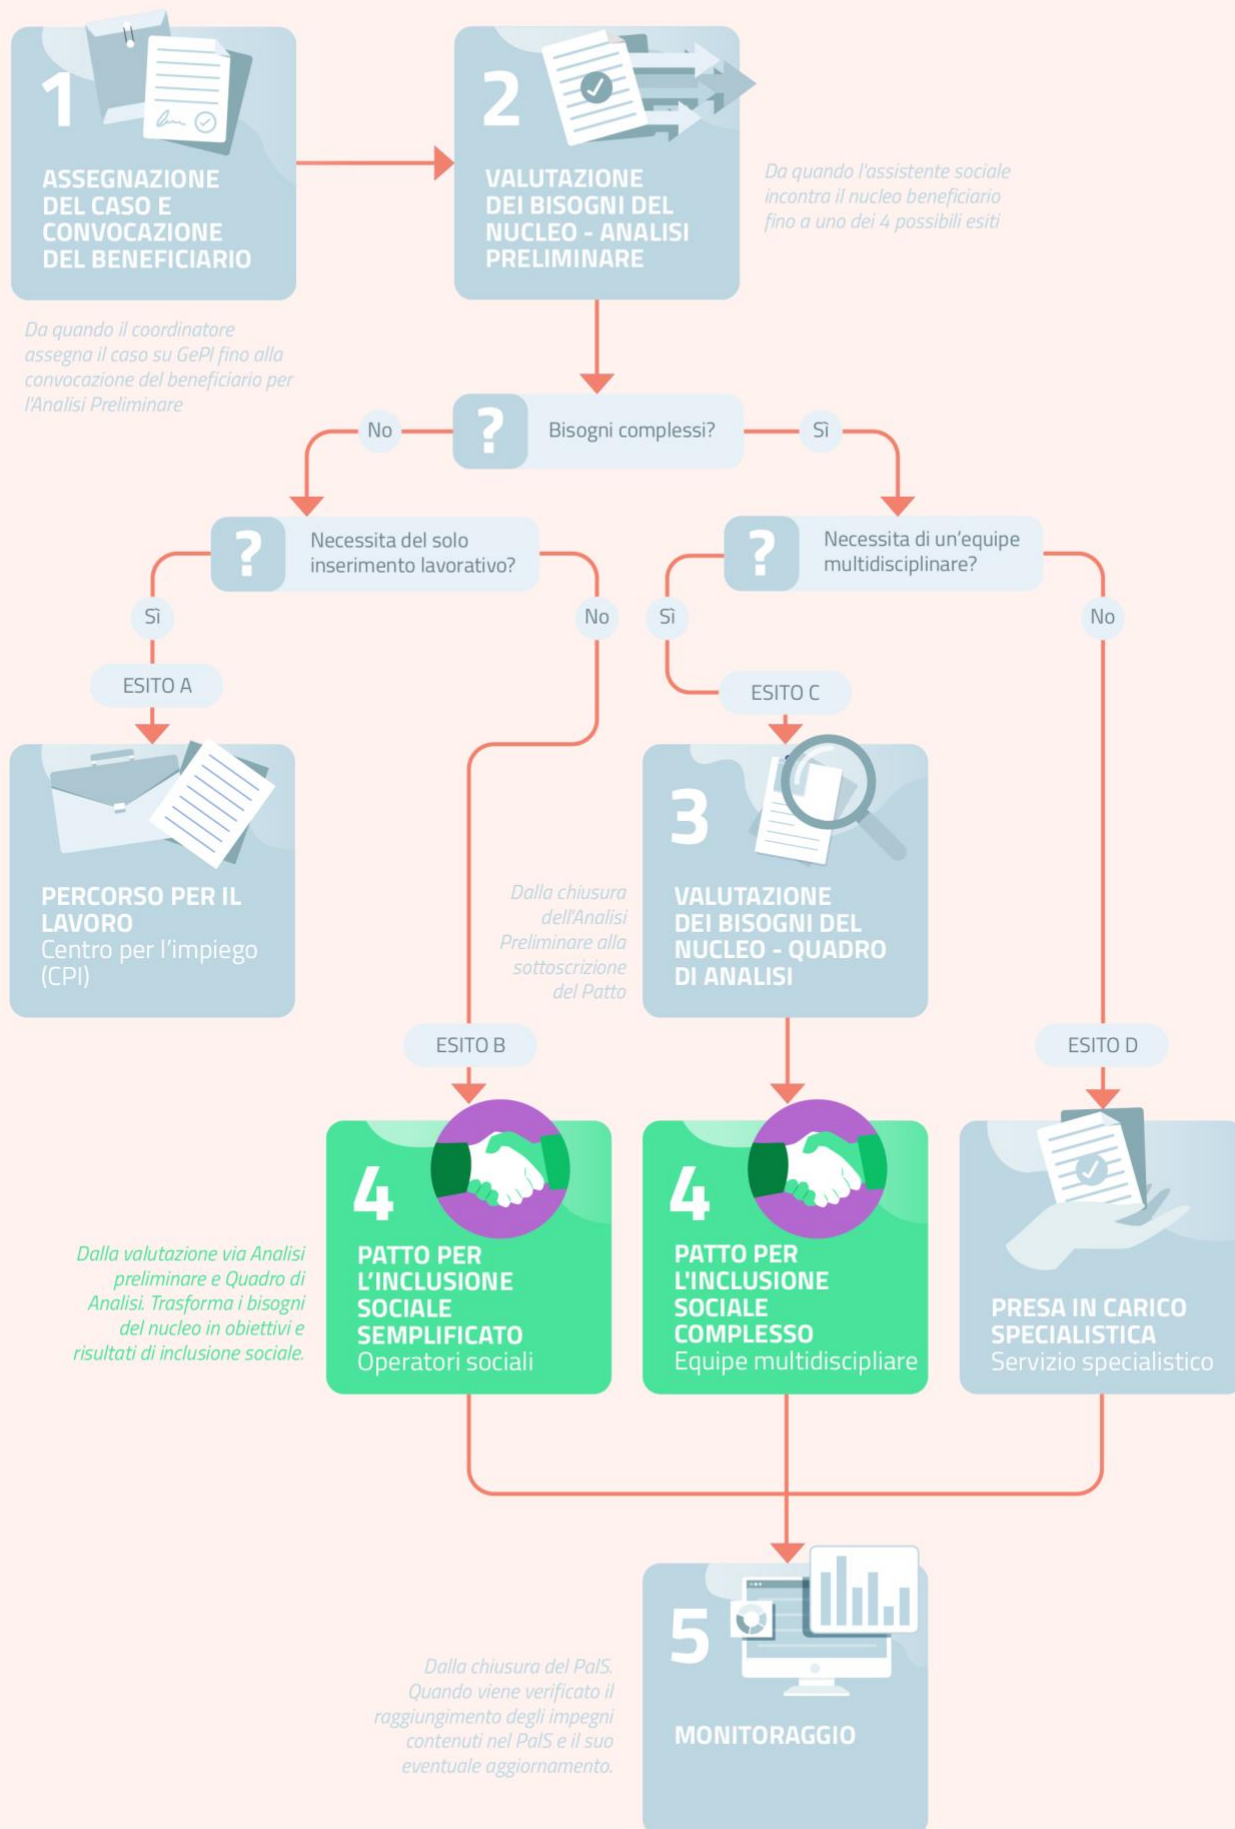 1
ASSEGNAZIONE
DEL CASO E
CONVOCAZIONE
DEL BENEFICIARIO
Da quando il coordinatore
assegna il caso su GePI fino alla
convocazione del beneficiario per
l'Analisi Preliminare
2
VALUTAZIONE
DEI BISOGNI DEL
NUCLEO - ANALISI
PRELIMINARE
Da quando l'assistente sociale
incontra il nucleo beneficiario
fino a uno dei 4 possibili esiti
?
Bisogni complessi?
No
Sì
?
Necessita del solo
inserimento lavorativo?
?
Necessita di un'equipe
multidisciplinare?
Sì
No
Sì
No
ESITO A
ESITO C
PERCORSO PER IL
LAVORO
Centro per l'impiego
(CPI)
Dalla chiusura
dell'Analisi
Preliminare alla
sottoscrizione
del Patto
3
VALUTAZIONE
DEI BISOGNI DEL
NUCLEO - QUADRO
DI ANALISI
ESITO B
ESITO D
Dalla valutazione via Analisi
preliminare e Quadro di
Analisi. Trasforma i bisogni
del nucleo in obiettivi e
risultati di inclusione sociale.
4
PATTO PER
L'INCLUSIONE
SOCIALE
SEMPLIFICATO
Operatori sociali
4
PATTO PER
L'INCLUSIONE
SOCIALE
COMPLESSO
Equipe multidiscipliare
PRESA IN CARICO
SPECIALISTICA
Servizio specialistico
Dalla chiusura del PaIS.
Quando viene verificato il
raggiungimento degli impegni
contenuti nel PaIS e il suo
eventuale aggiornamento.
5
MONITORAGGIO